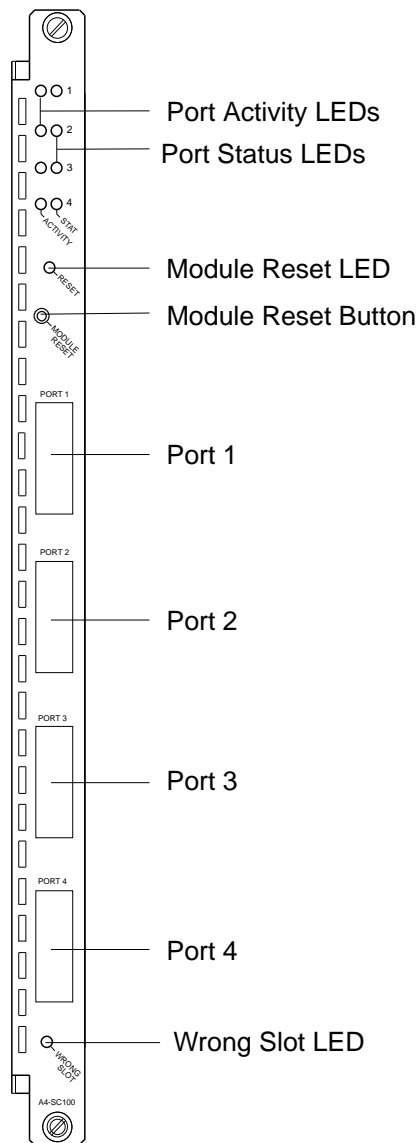 1
Port Activity LEDs
2
Port Status LEDs
3
4
STAT
ACTIVITY
Module Reset LED
RESET
Module Reset Button
MODULE
RESET
PORT 1
Port 1
PORT 2
Port 2
PORT 3
Port 3
PORT 4
Port 4
Wrong Slot LED
WRONG
SLOT
A4-SC100